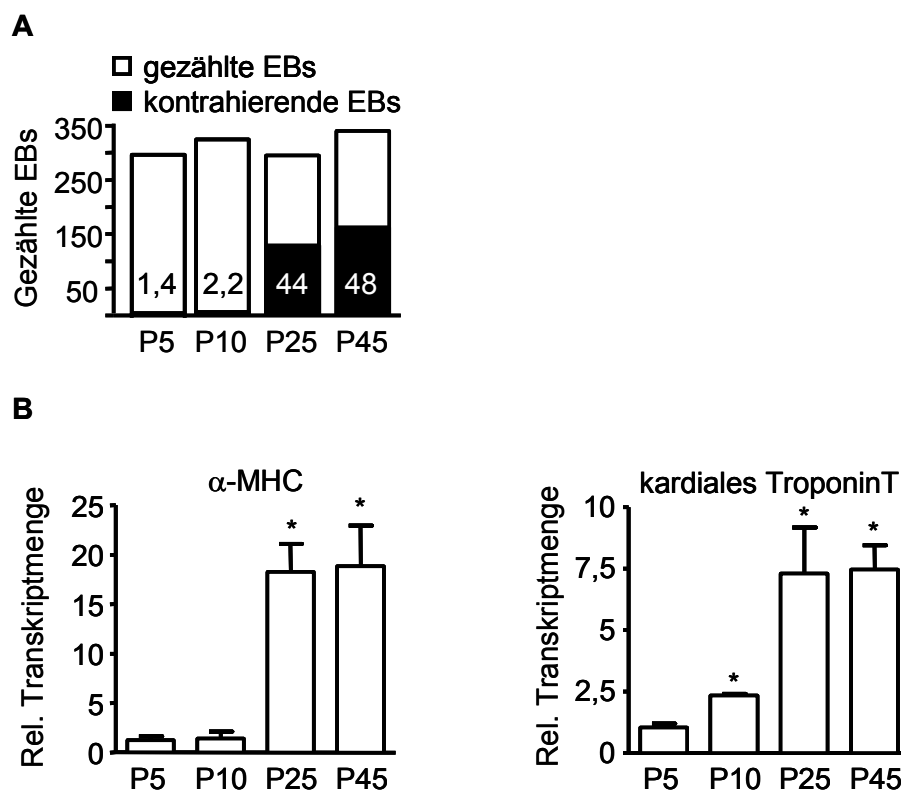 A
gezählte EBs
kontrahierende EBs
Gezählte EBs
350
250
150
50
1,4 2,2 44 48
P5 P10 P25 P45
B
α-MHC
Rel. Transkriptmenge
25
20
15
10
5
0
* *
P5 P10 P25 P45
kardiales TroponinT
Rel. Transkriptmenge
10
7,5
5
2,5
0
* * *
P5 P10 P25 P45